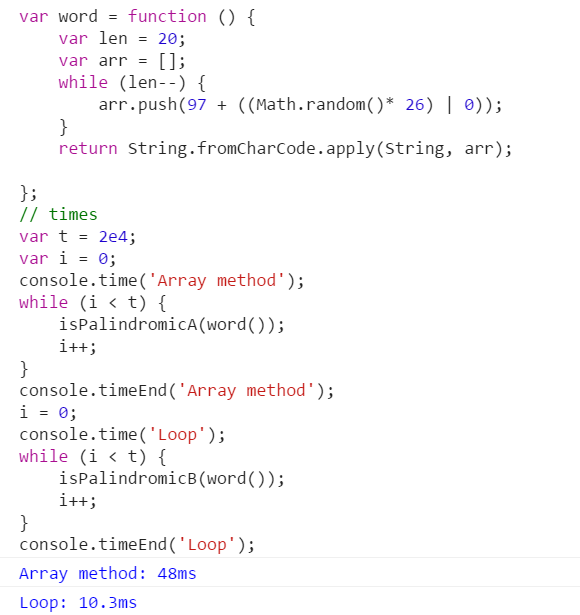 var word = function () {
    var len = 20;
    var arr = [];
    while (len--) {
        arr.push(97 + ((Math.random()* 26) | 0));
    }
    return String.fromCharCode.apply(String, arr);

};
// times
var t = 2e4;
var i = 0;
console.time('Array method');
while (i < t) {
    isPalindromicA(word());
    i++;
}
console.timeEnd('Array method');
i = 0;
console.time('Loop');
while (i < t) {
    isPalindromicB(word());
    i++;
}
console.timeEnd('Loop');
Array method: 48ms
Loop: 10.3ms